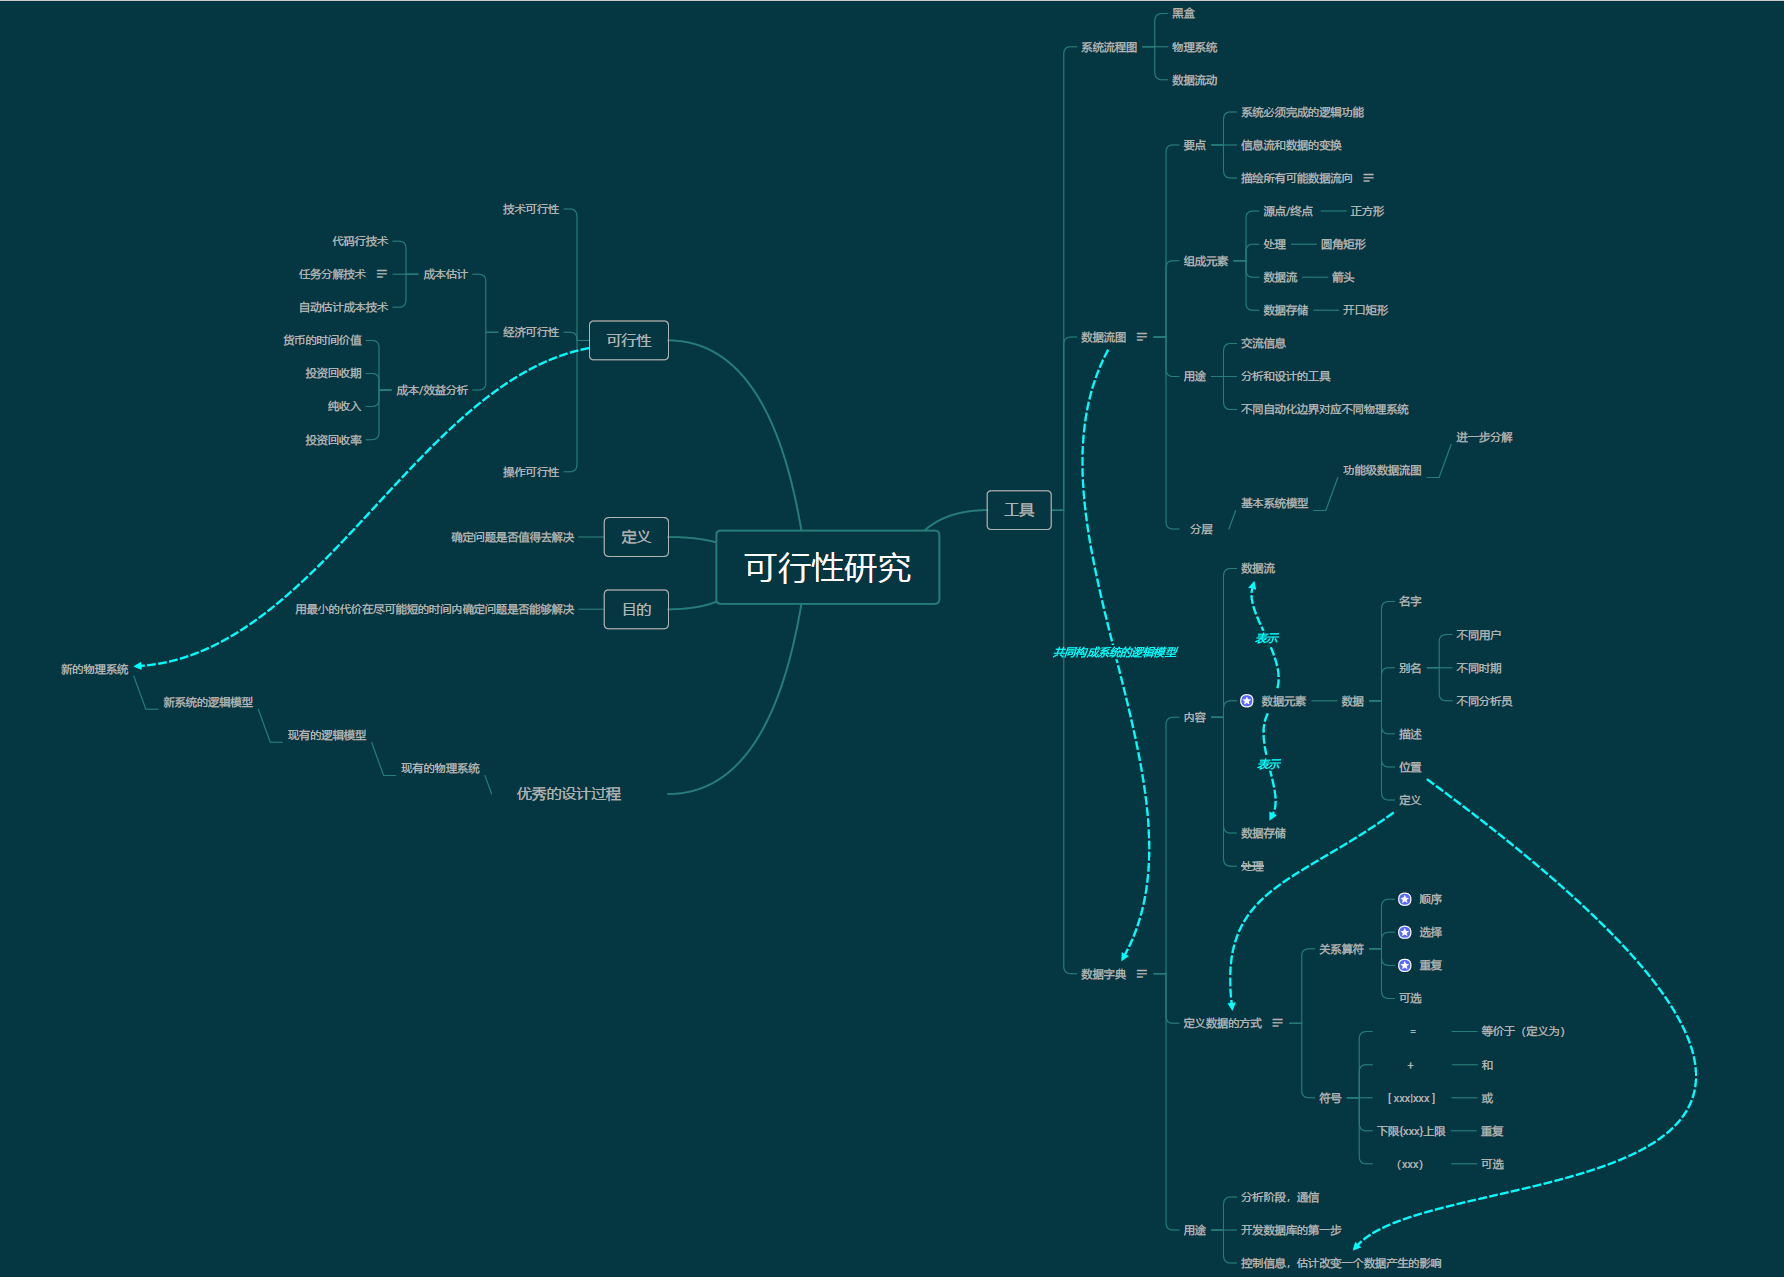 可行性研究
可行性
技术可行性
经济可行性
成本估计
代码行技术
任务分解技术
自动估计成本技术
成本/效益分析
货币的时间价值
投资回收期
纯收入
投资回收率
操作可行性
定义
确定问题是否值得去解决
目的
用最小的代价在尽可能短的时间内确定问题是否能够解决
优秀的设计过程
现有的物理系统
现有的逻辑模型
新系统的逻辑模型
新的物理系统
工具
系统流程图
黑盒
物理系统
数据流动
数据流图
要点
系统必须完成的逻辑功能
信息流和数据的变换
描绘所有可能数据流向
组成元素
源点/终点
正方形
处理
圆角矩形
数据流
箭头
数据存储
开口矩形
用途
交流信息
分析和设计的工具
不同自动化边界对应不同物理系统
分层
基本系统模型
功能级数据流图
进一步分解
共同构成系统的逻辑模型
数据字典
内容
数据流
表示
数据元素
数据
名字
别名
不同用户
不同时期
不同分析员
描述
位置
定义
表示
数据存储
处理
定义数据的方式
关系算符
顺序
选择
重复
可选
符号
=
等价于（定义为）
+
和
[ xxx|xxx ]
或
下限{xxx}上限
重复
（xxx）
可选
用途
分析阶段，通信
开发数据库的第一步
控制信息，估计改变一个数据产生的影响